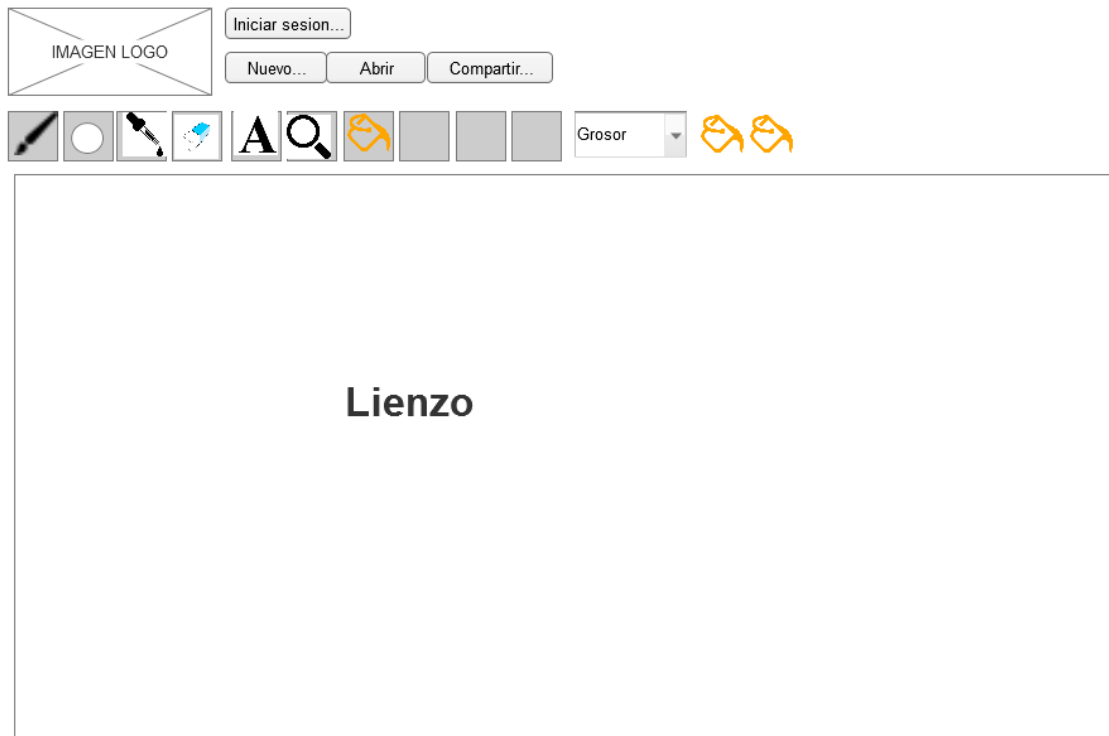 IMAGEN LOGO
Iniciar sesion...
Nuevo...
Abrir
Compartir...
A
Grosor
Lienzo